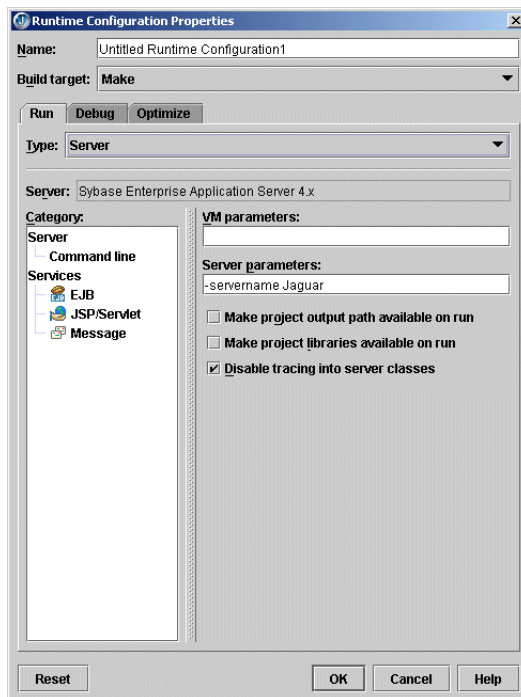 Runtime Configuration Properties
Name: Untitled Runtime Configuration1
Build target: Make
Run Debug Optimize
Type: Server
Server: Sybase Enterprise Application Server 4.x
Category:
Server
Command line
Services
EJB
JSP/Servlet
Message
VM parameters:
Server parameters:
-servername Jaguar
Make project output path available on run
Make project libraries available on run
Disable tracing into server classes
Reset OK Cancel Help